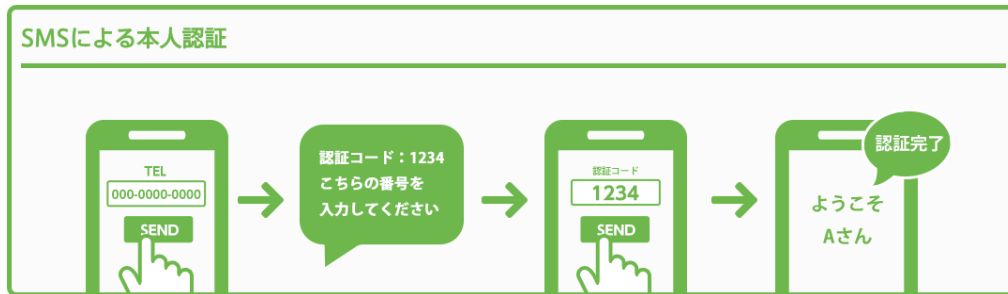 SMSによる本人認証
TEL
000-0000-0000
SEND
認証コード：1234
こちらの番号を
入力してください
認証コード
1234
SEND
認証完了
ようこそ
Aさん